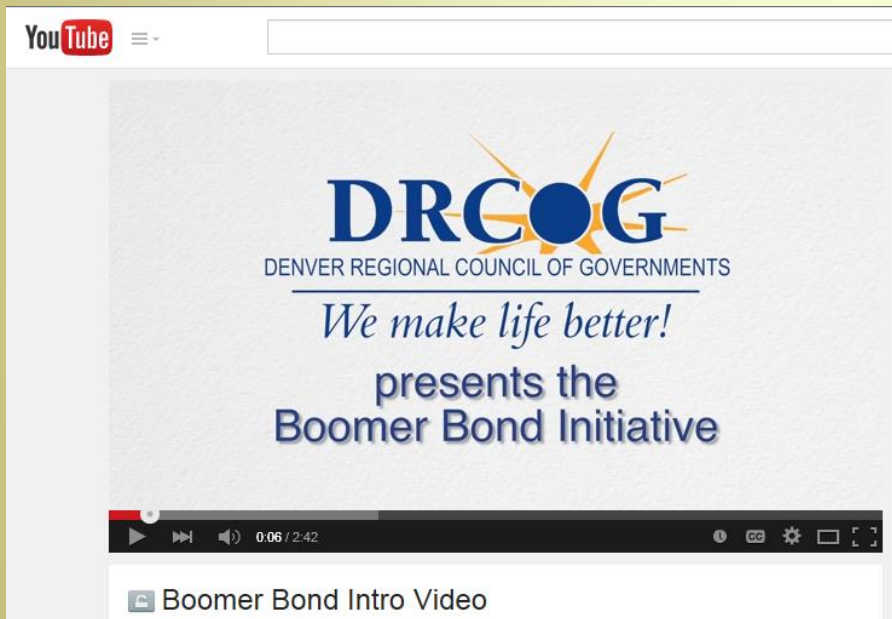 YouTube
DRCOG
DENVER REGIONAL COUNCIL OF GOVERNMENTS
We make life better!
presents the
Boomer Bond Initiative
0:06 / 2:42
CC
Boomer Bond Intro Video